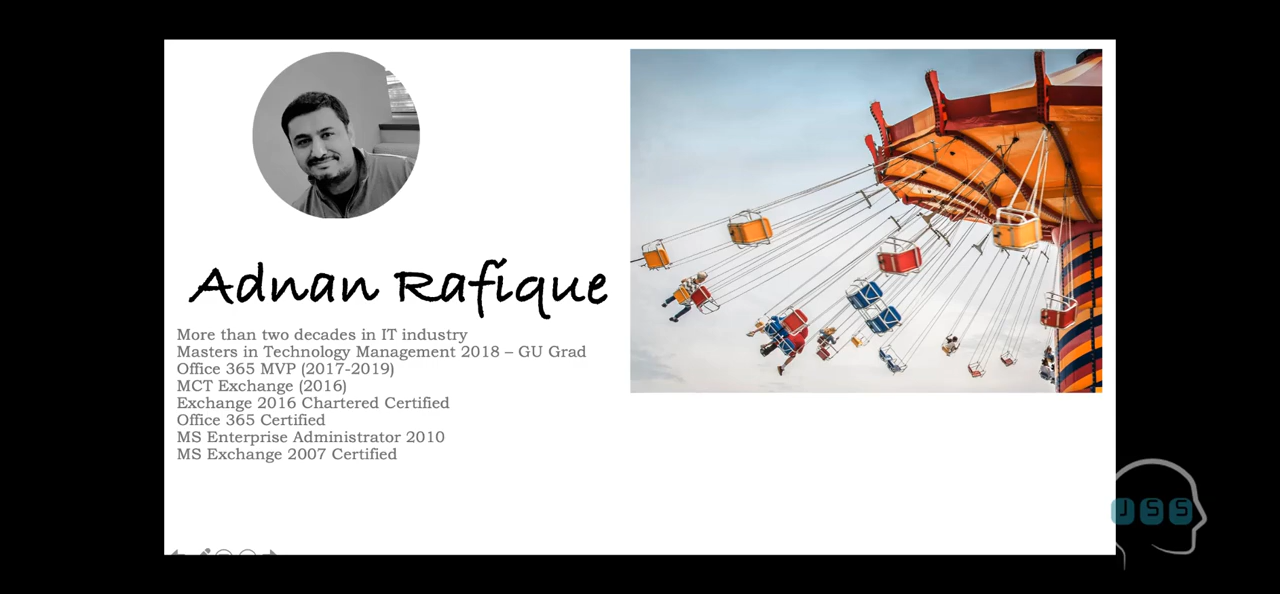 Adnan Rafique
More than two decades in IT industry
Masters in Technology Management 2018 – GU Grad
Office 365 MVP (2017-2019)
MCT Exchange (2016)
Exchange 2016 Chartered Certified
Office 365 Certified
MS Enterprise Administrator 2010
MS Exchange 2007 Certified
JSS